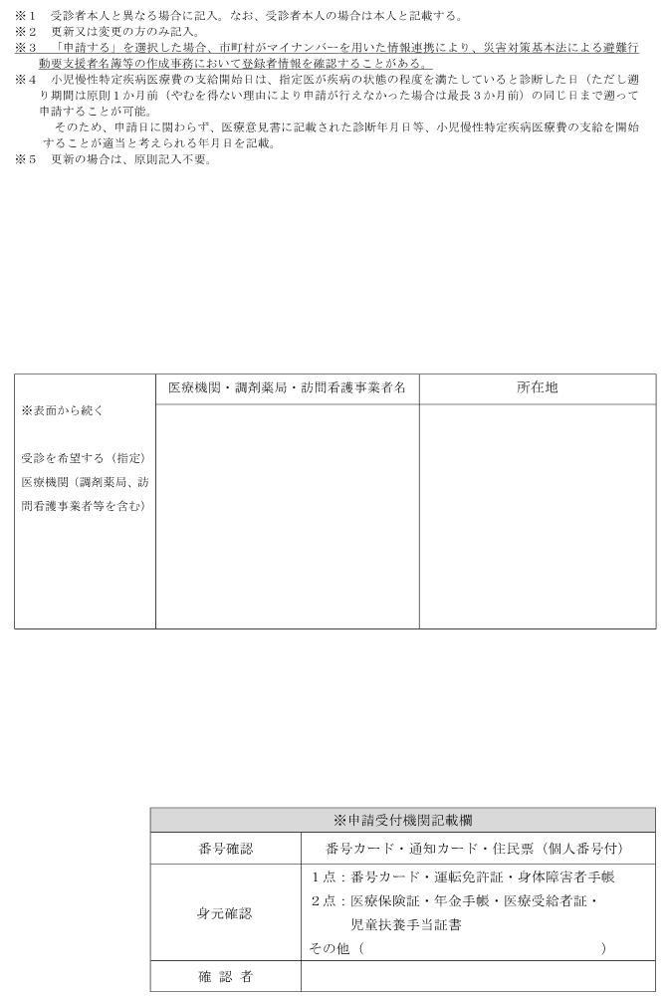 ※１　受診者本人と異なる場合に記入。なお、受診者本人の場合は本人と記載する。
※２　更新又は変更の方のみ記入。
※３　「申請する」を選択した場合、市町村がマイナンバーを用いた情報連携により、災害対策基本法による避難行
動要支援者名簿等の作成事務において登録者情報を確認することがある。
※４　小児慢性特定疾病医療費の支給開始日は、指定医が疾病の状態の程度を満たしていると診断した日（ただし遡
り期間は原則１か月前（やむを得ない理由により申請が行えなかった場合は最長３か月前）の同じ日まで遡って
申請することが可能。
そのため、申請日に関わらず、医療意見書に記載された診断年月日等、小児慢性特定疾病医療費の支給を開始
することが適当と考えられる年月日を記載。
※５　更新の場合は、原則記入不要。
医療機関・調剤薬局・訪問看護事業者名　所在地
※表面から続く
受診を希望する（指定）
医療機関（調剤薬局、訪
問看護事業者等を含む）
※申請受付機関記載欄
番号確認　番号カード・通知カード・住民票（個人番号付）
身元確認
１点：番号カード・運転免許証・身体障害者手帳
２点：医療保険証・年金手帳・医療受給者証・
児童扶養手当証書
その他（　　　　　　　　　　　　　　　　　　）
確 認 者